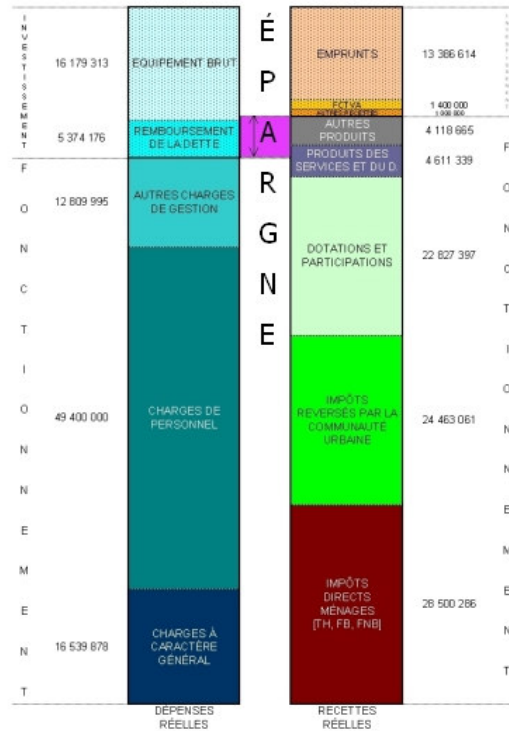 INVESTISSEMENT
16 179 313
5 374 176
FONCTIONNEMENT
12 809 995
49 400 000
16 539 878
EQUIPEMENT BRUT
REMBOURSEMENT
DE LA DETTE
AUTRES CHARGES
DE GESTION
CHARGES DE
PERSONNEL
CHARGES À
CARACTÈRE
GÉNÉRAL
DÉPENSES
RÉELLES
ÉPARGNE
EMPRUNTS
FCTVA
AUTRES
PRODUITS
PRODUITS DES
SERVICES ET DU D.
DOTATIONS ET
PARTICIPATIONS
IMPÔTS
REVERSÉS PAR LA
COMMUNAUTÉ
URBAINE
IMPÔTS
DIRECTS
MÉNAGES
[TH, FB, FNB]
RECETTES
RÉELLES
13 386 614
1 400 000
4 118 665
4 611 339
22 827 397
24 463 061
28 500 286
FONCTIONNEMENT